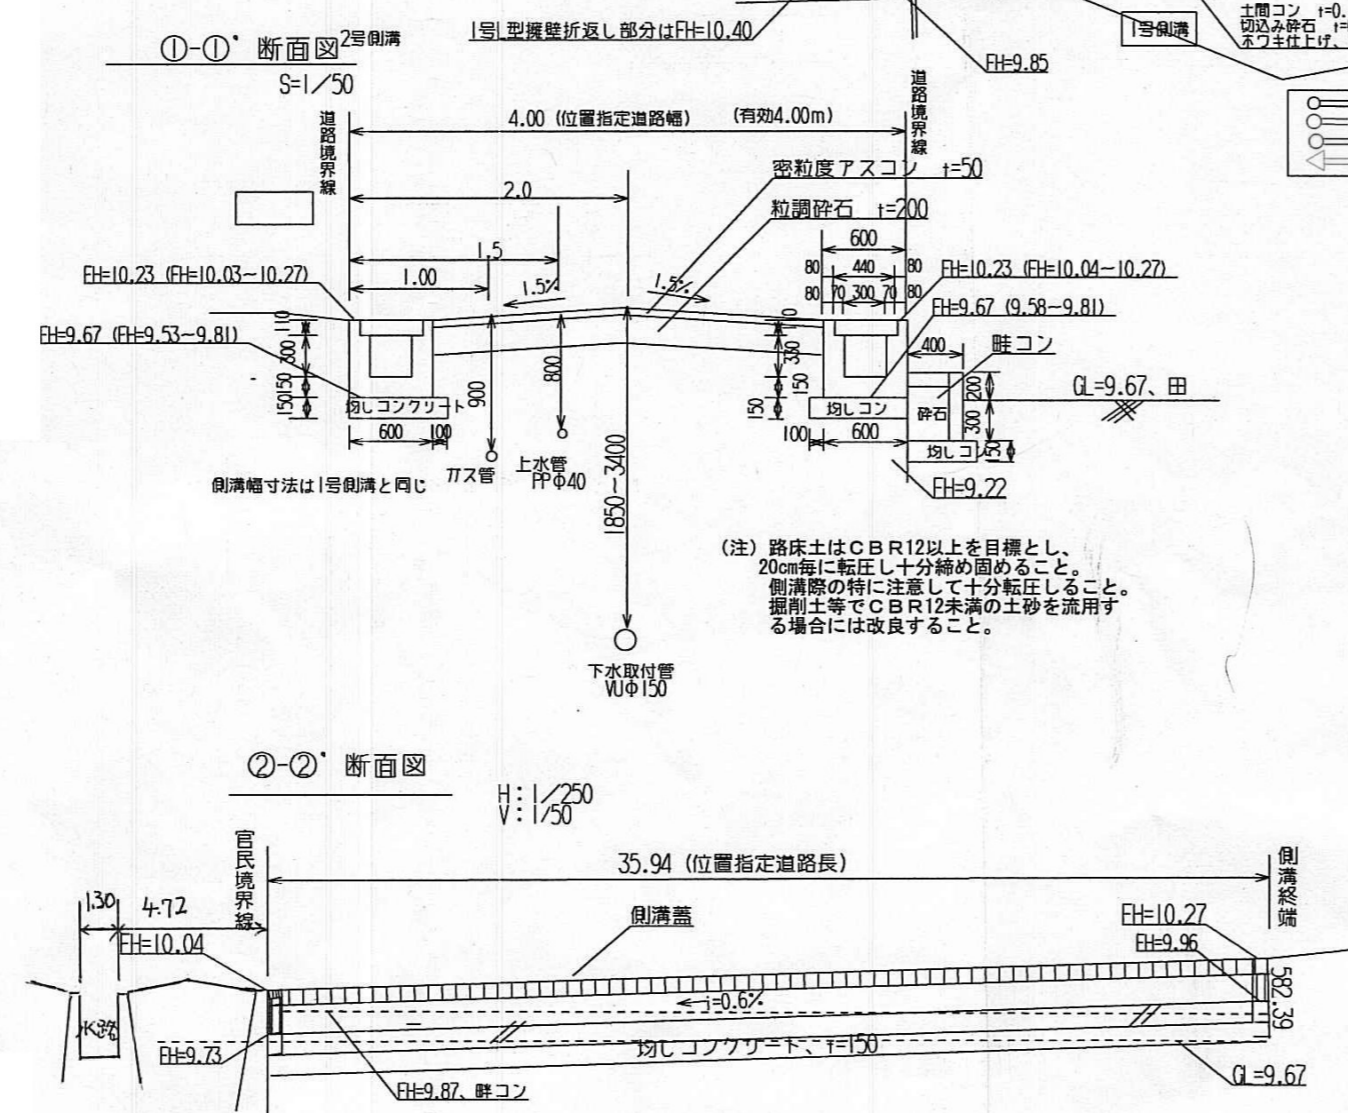 ①-①' 断面図
2号側溝
S=1/50
1号L型擁壁折返し部分はFH=10.40
FH=9.85
1号側溝
土間コン t=0.
切込み砕石
ホウキ仕上げ、
道路境界線
4.00 (位置指定道路幅) (有効4.00m)
道路境界線
密粒度アスコン t=50
粒調砕石 t=200
2.0
1.5
1.00
1.5%
1.5%
600
80 440 80
80 70 300 70 80
FH=10.23 (FH=10.03~10.27)
FH=9.67 (FH=9.53~9.81)
FH=10.23 (FH=10.04~10.27)
FH=9.67 (9.58~9.81)
110
300
150
150
均しコンクリート
600 100
側溝幅寸法は1号側溝と同じ
900
ガス管
800
上水管
PPΦ40
1850~3400
下水取付管
VUΦ150
330
150
150
均しコン
100 600
400
畦コン
砕石
200
300
150
均しコン
GL=9.67、田
FH=9.22
(注) 路床土はCBR12以上を目標とし、
20cm毎に転圧し十分締め固めること。
側溝際の特に注意して十分転圧しること。
掘削土等でCBR12未満の土砂を流用す
る場合には改良すること。
②-②' 断面図
H:1/250
V:1/50
官民境界線
35.94 (位置指定道路長)
側溝終端
1.30
4.72
FH=10.04
側溝蓋
FH=10.27
FH=9.96
i=0.6%
582.39
水路
FH=9.73
均しコンクリート、t=150
FH=9.87、畔コン
GL=9.67